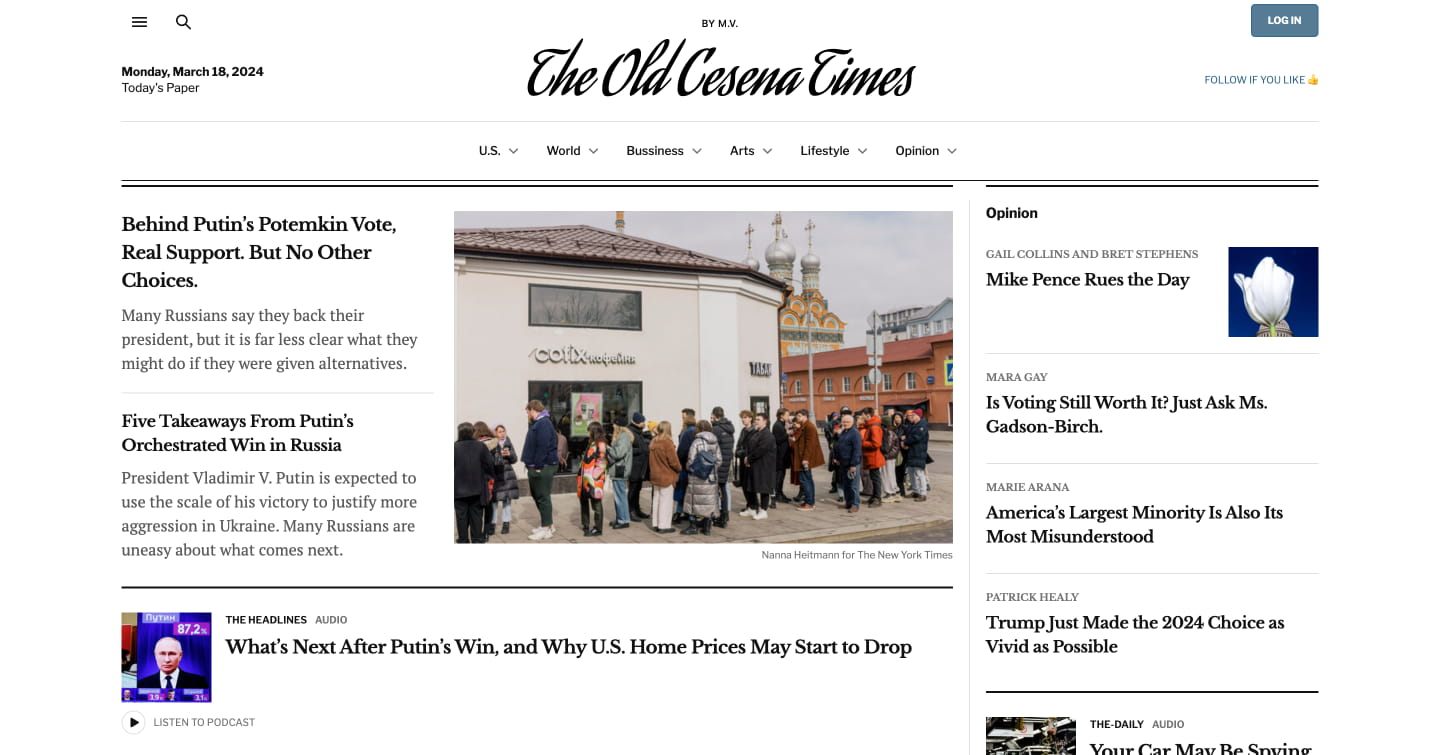 BY M.V.
LOG IN
The Old Cesena Times
Monday, March 18, 2024
Today's Paper
FOLLOW IF YOU LIKE 👍
U.S.
World
Bussiness
Arts
Lifestyle
Opinion
Behind Putin’s Potemkin Vote,
Real Support. But No Other
Choices.
Many Russians say they back their
president, but it is far less clear what they
might do if they were given alternatives.
Five Takeaways From Putin’s
Orchestrated Win in Russia
President Vladimir V. Putin is expected to
use the scale of his victory to justify more
aggression in Ukraine. Many Russians are
uneasy about what comes next.
cofix кофейня
ТАБАК
Nanna Heitmann for The New York Times
Путин
87,2%
3,9%
3,1%
THE HEADLINES AUDIO
What’s Next After Putin’s Win, and Why U.S. Home Prices May Start to Drop
LISTEN TO PODCAST
Opinion
GAIL COLLINS AND BRET STEPHENS
Mike Pence Rues the Day
MARA GAY
Is Voting Still Worth It? Just Ask Ms.
Gadson-Birch.
MARIE ARANA
America’s Largest Minority Is Also Its
Most Misunderstood
PATRICK HEALY
Trump Just Made the 2024 Choice as
Vivid as Possible
THE-DAILY AUDIO
Your Car May Be Spying